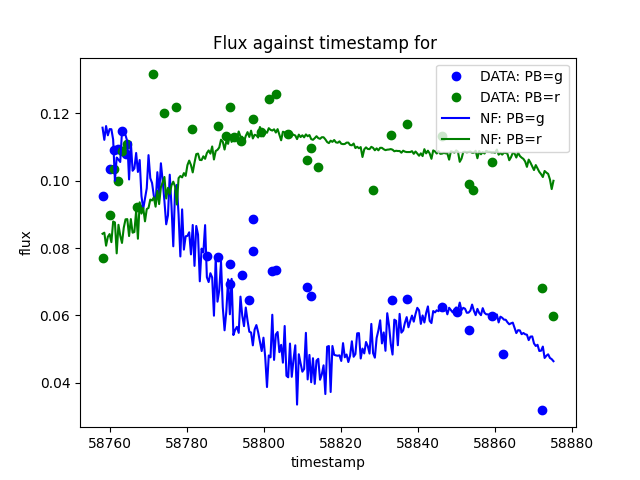 Flux against timestamp for
DATA: PB=g
DATA: PB=r
NF: PB=g
NF: PB=r
0.12
0.10
0.08
0.06
0.04
flux
58760
58780
58800
58820
58840
58860
58880
timestamp